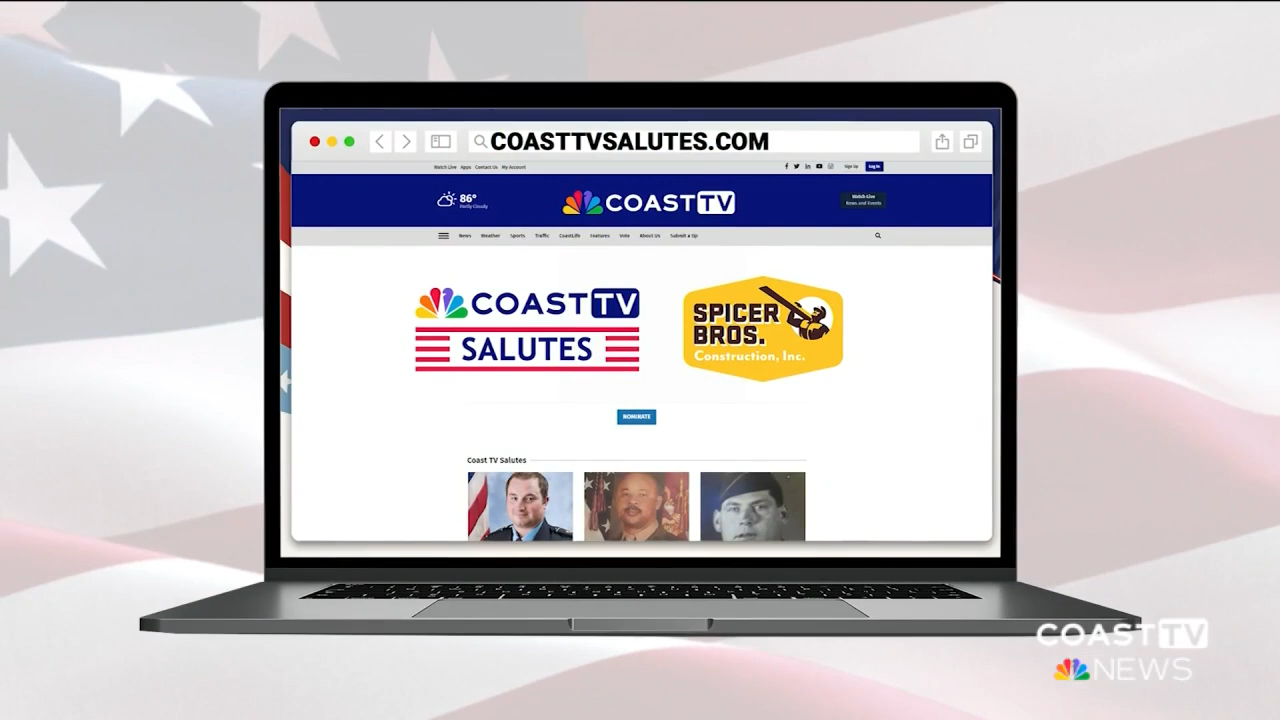 COASTTVSALUTES.COM
Watch Live Apps Contact Us My Account
Sign Up Log In
86°
Partly Cloudy
COAST TV
Watch Live
News and Events
News Weather Sports Traffic CoastLife Features Vote About Us Submit a tip
COAST TV
SALUTES
SPICER
BROS.
Construction, Inc.
NOMINATE
Coast TV Salutes
COAST TV
NEWS